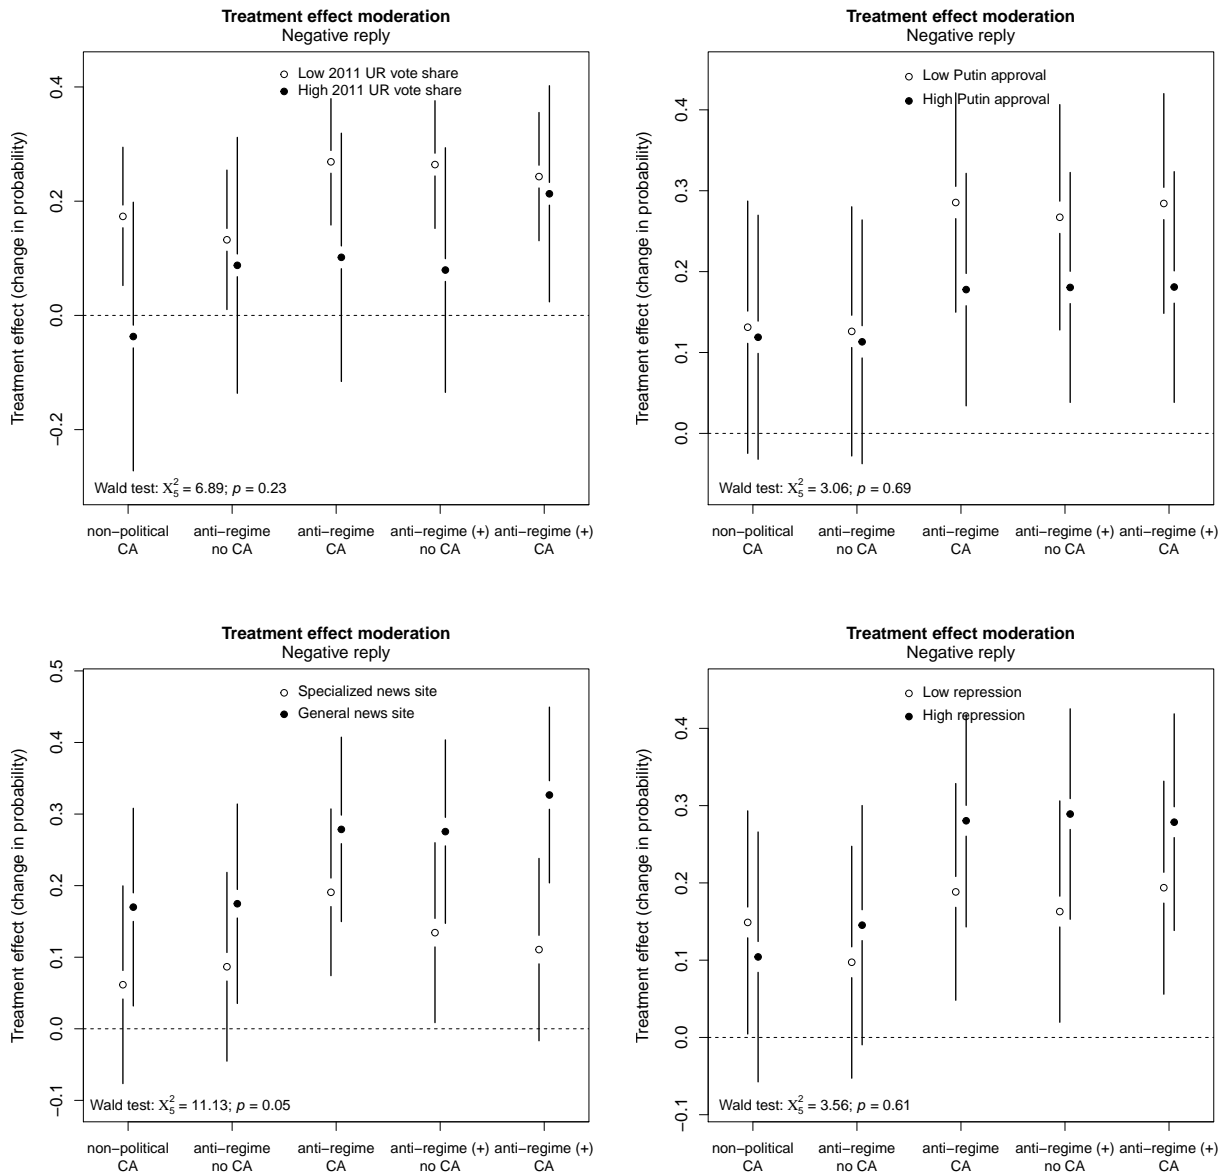 Treatment effect moderation
Negative reply
Low 2011 UR vote share
High 2011 UR vote share
Treatment effect (change in probability)
0.4
0.2
0.0
−0.2
Wald test: Χ²₅ = 6.89; p = 0.23
non−political CA
anti−regime no CA
anti−regime CA
anti−regime (+) no CA
anti−regime (+) CA
Treatment effect moderation
Negative reply
Low Putin approval
High Putin approval
Treatment effect (change in probability)
0.4
0.3
0.2
0.1
0.0
Wald test: Χ²₅ = 3.06; p = 0.69
non−political CA
anti−regime no CA
anti−regime CA
anti−regime (+) no CA
anti−regime (+) CA
Treatment effect moderation
Negative reply
Specialized news site
General news site
Treatment effect (change in probability)
0.5
0.4
0.3
0.2
0.1
0.0
−0.1
Wald test: Χ²₅ = 11.13; p = 0.05
non−political CA
anti−regime no CA
anti−regime CA
anti−regime (+) no CA
anti−regime (+) CA
Treatment effect moderation
Negative reply
Low repression
High repression
Treatment effect (change in probability)
0.4
0.3
0.2
0.1
0.0
−0.1
Wald test: Χ²₅ = 3.56; p = 0.61
non−political CA
anti−regime no CA
anti−regime CA
anti−regime (+) no CA
anti−regime (+) CA